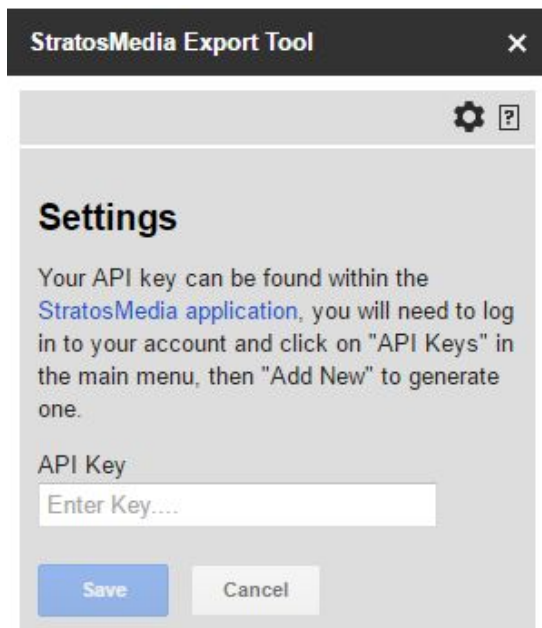 StratosMedia Export Tool ×
?
Settings
Your API key can be found within the
StratosMedia application, you will need to log
in to your account and click on "API Keys" in
the main menu, then "Add New" to generate
one.
API Key
Enter Key....
Save Cancel